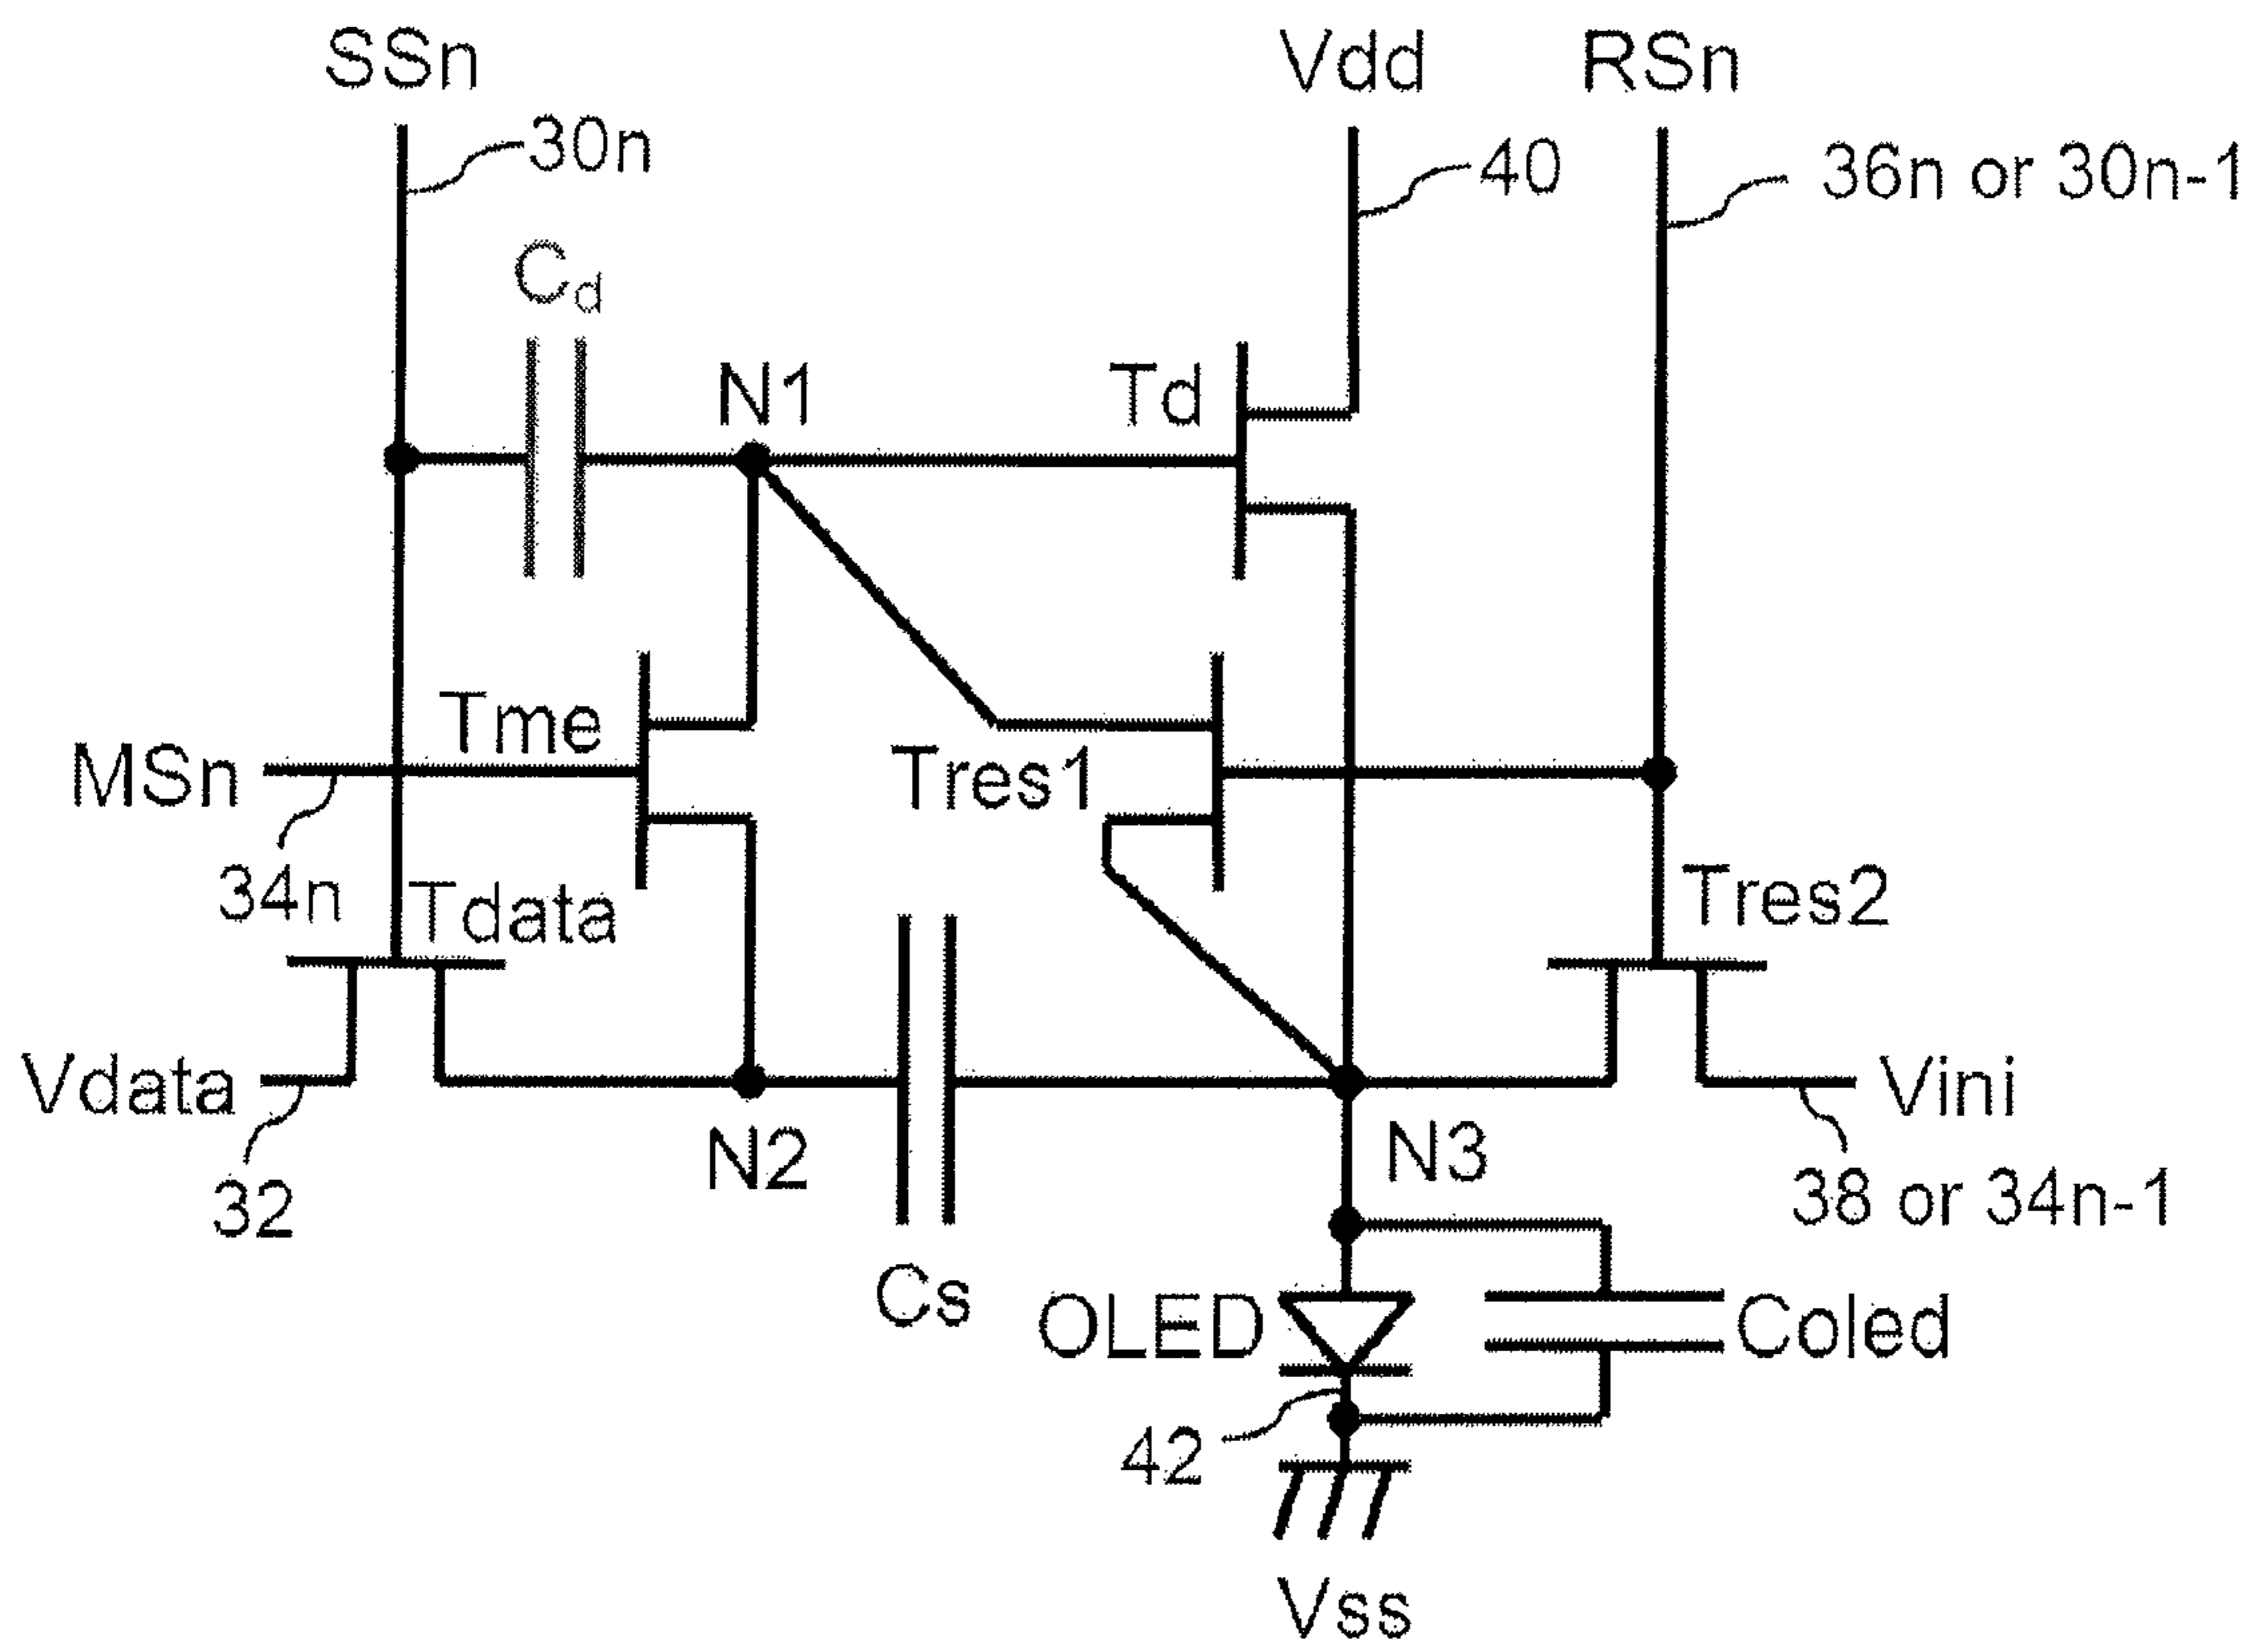 SSn
Vdd
RSn
30n
40
36n or 30n-1
Cd
N1
Td
Tme
MSn
Tres1
34n
Tdata
Tres2
Vdata
Vini
N2
N3
32
38 or 34n-1
Cs
OLED
Coled
42
Vss